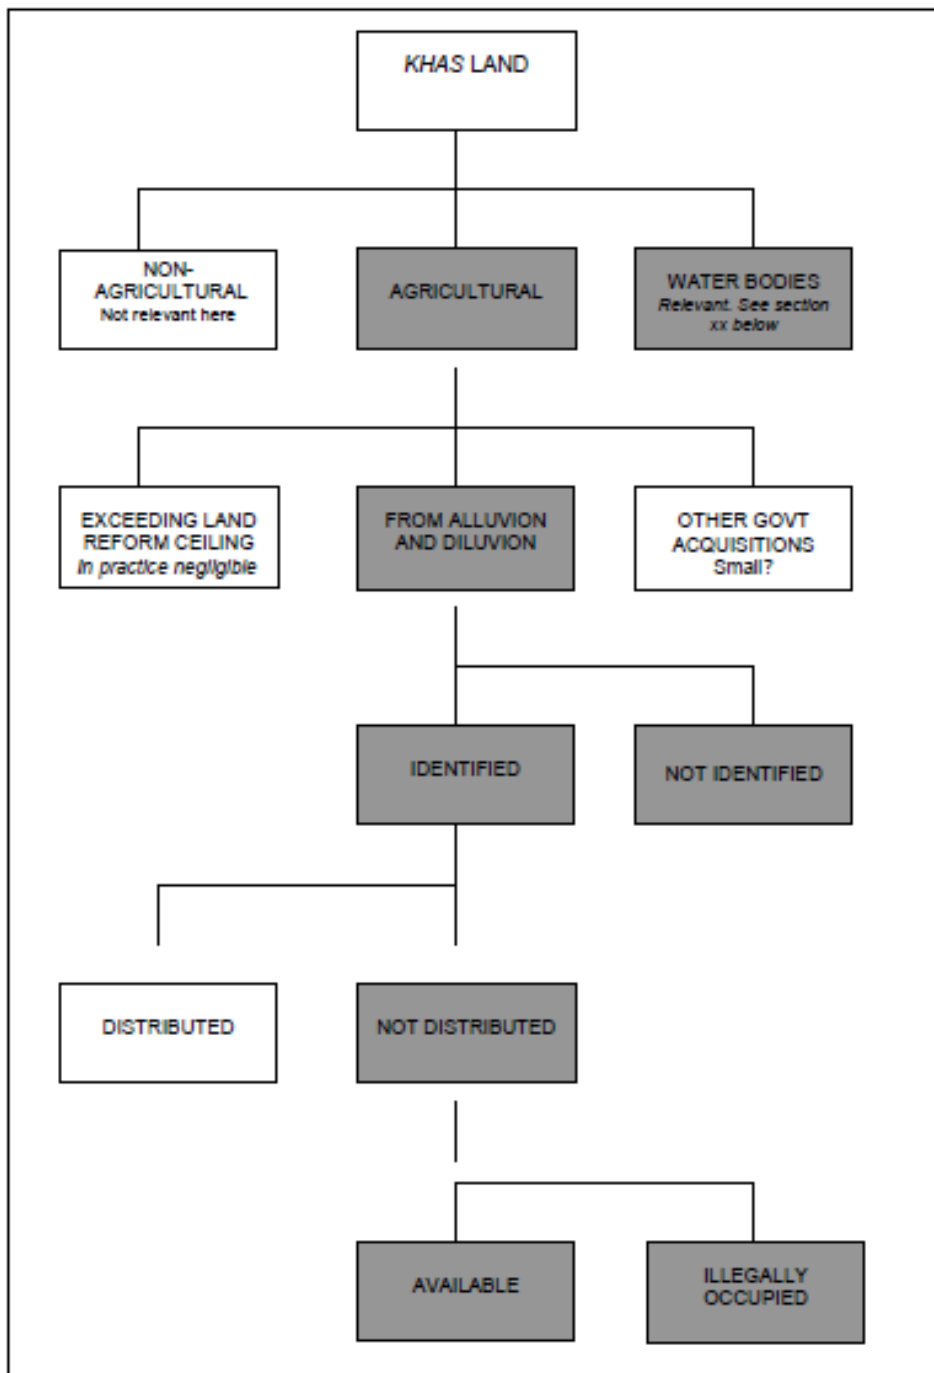 KHAS LAND
NON-
AGRICULTURAL
Not relevant here
AGRICULTURAL
WATER BODIES
Relevant. See section
xx below
EXCEEDING LAND
REFORM CEILING
In practice negligible
FROM ALLUVION
AND DILUVION
OTHER GOVT
ACQUISITIONS
Small?
IDENTIFIED
NOT IDENTIFIED
DISTRIBUTED
NOT DISTRIBUTED
AVAILABLE
ILLEGALLY
OCCUPIED